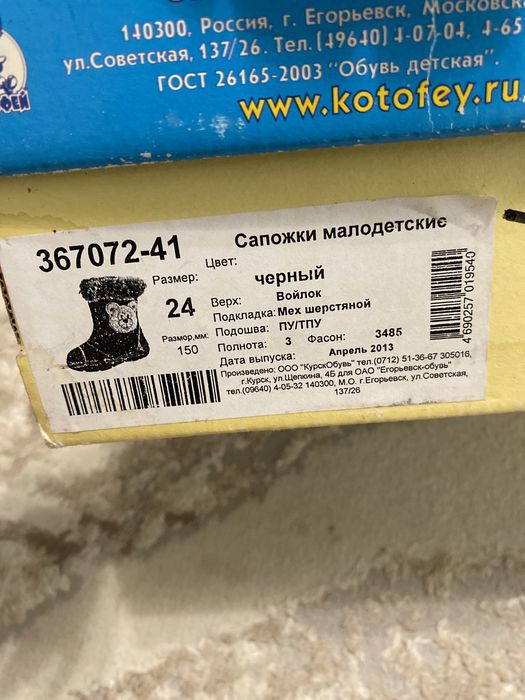 140300, Россия, г. Егорьевск, Московска
ул.Советская, 137/26. Тел.(49640) 4-07-04, 4-65
ГОСТ 26165-2003 "Обувь детская".
www.kotofey.ru
ФЕЙ
367072-41
Сапожки малодетские
Размер:
Цвет:
24
черный
Верх: Войлок
Подкладка: Мех шерстяной
Размер,мм:
150
Подошва: ПУ/ТПУ
Полнота: 3 Фасон: 3485
Дата выпуска: Апрель 2013
Произведено: ООО "КурскОбувь" тел.(0712) 51-36-67 305016,
г.Курск, ул.Щепкина, 4Б для ОАО "Егорьевск-обувь"
тел.(09640) 4-05-32 140300, М.О. г.Егорьевск, ул.Советская,
137/26
4690257019540